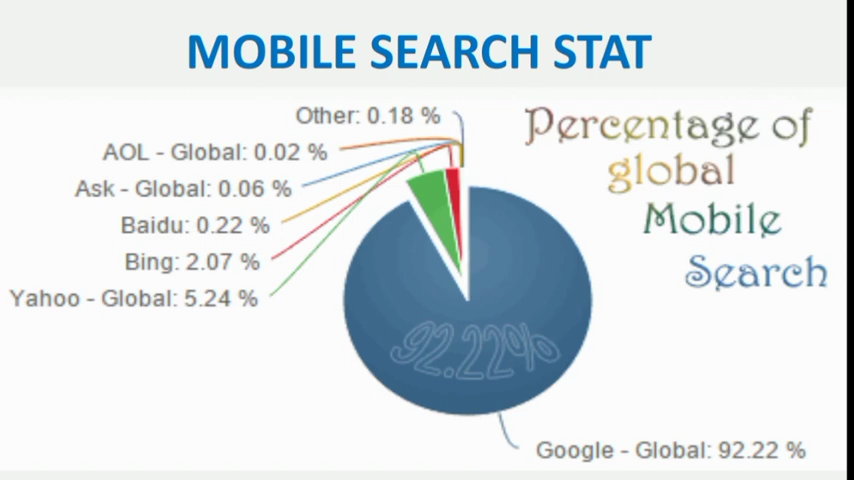 MOBILE SEARCH STAT
Other: 0.18 %
AOL - Global: 0.02 %
Ask - Global: 0.06 %
Baidu: 0.22 %
Bing: 2.07 %
Yahoo - Global: 5.24 %
Percentage of
global
Mobile
Search
92.22%
Google - Global: 92.22 %